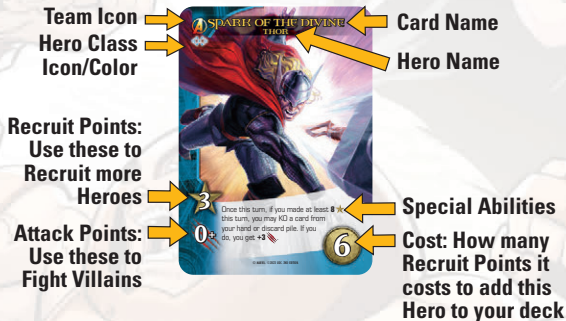 Team Icon
Hero Class
Icon/Color
Recruit Points:
Use these to
Recruit more
Heroes
Attack Points:
Use these to
Fight Villains
SPARK OF THE DIVINE
THOR
3
0+
Once this turn, if you made at least 8
this turn, you may KO a card from
your hand or discard pile. If you
do, you get +3
6
Card Name
Hero Name
Special Abilities
Cost: How many
Recruit Points it
costs to add this
Hero to your deck